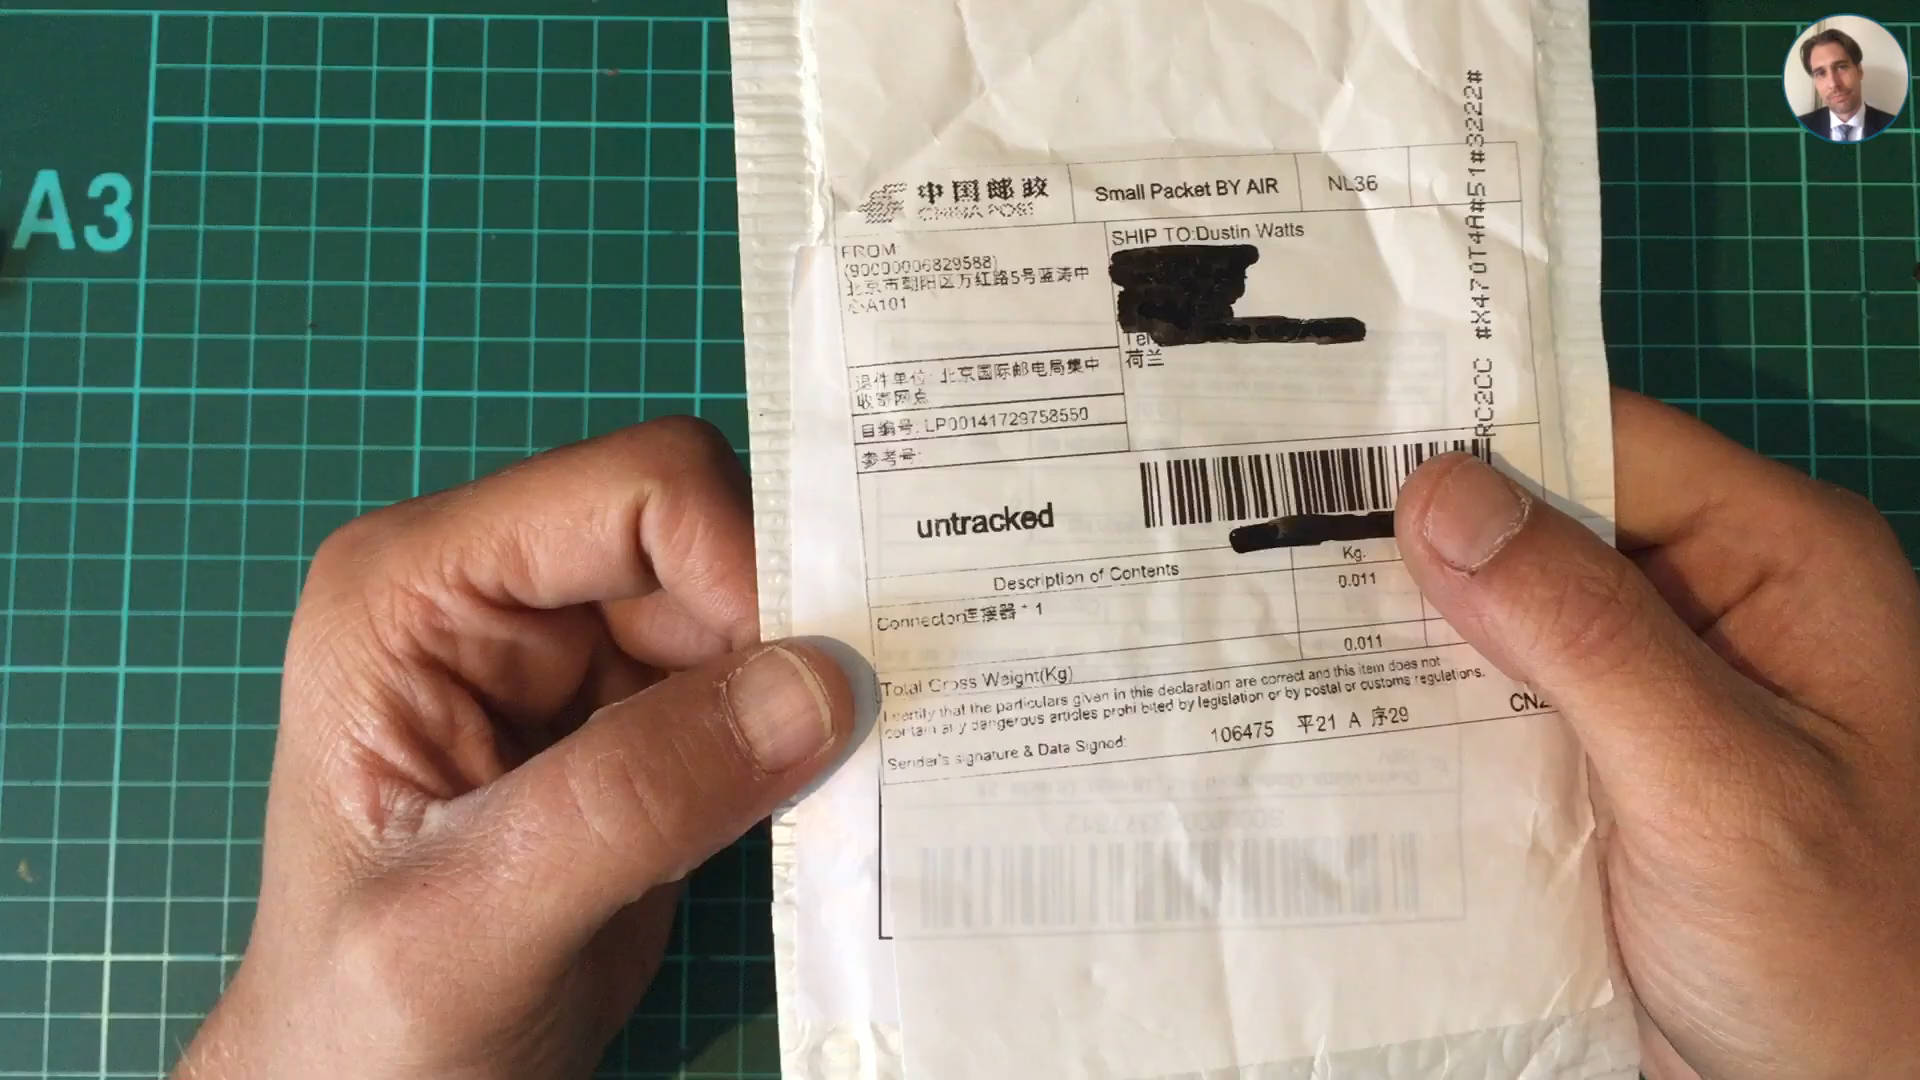 A3
中国邮政
CHINA POST
Small Packet BY AIR
NL36
FROM:
(90000006829588)
北京市朝阳区万红路5号蓝涛中
心A101
SHIP TO:Dustin Watts
Tel:
荷兰
退件单位: 北京国际邮电局集中
收寄网点
自编号: LP00141729758550
参考号:
RC2CC #X470T4A#51#3222#
untracked
Description of Contents
Kg.
Connector连接器 * 1
0.011
Total Gross Weight(Kg)
0.011
I certify that the particulars given in this declaration are correct and this item does not
contain any dangerous articles prohibited by legislation or by postal or customs regulations.
Sender's signature & Data Signed:
106475 平21 A 序29